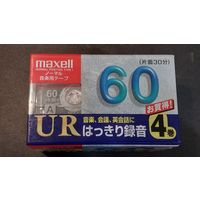 maxell
ノーマル
音楽用テープ
60
(片面30分)
お買得!
60
A
UR
音楽、会議、英会話に
はっきり録音
4巻